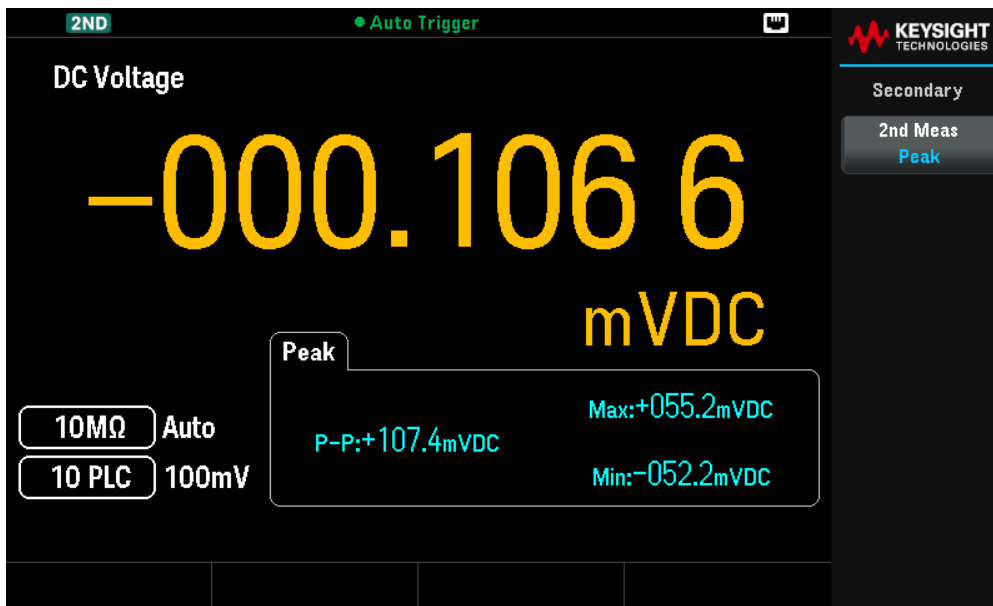 2ND
Auto Trigger
KEYSIGHT
TECHNOLOGIES
DC Voltage
Secondary
2nd Meas
Peak
−000.106 6
mVDC
Peak
Max:+055.2mVDC
P-P:+107.4mVDC
Min:−052.2mVDC
10MΩ Auto
10 PLC 100mV